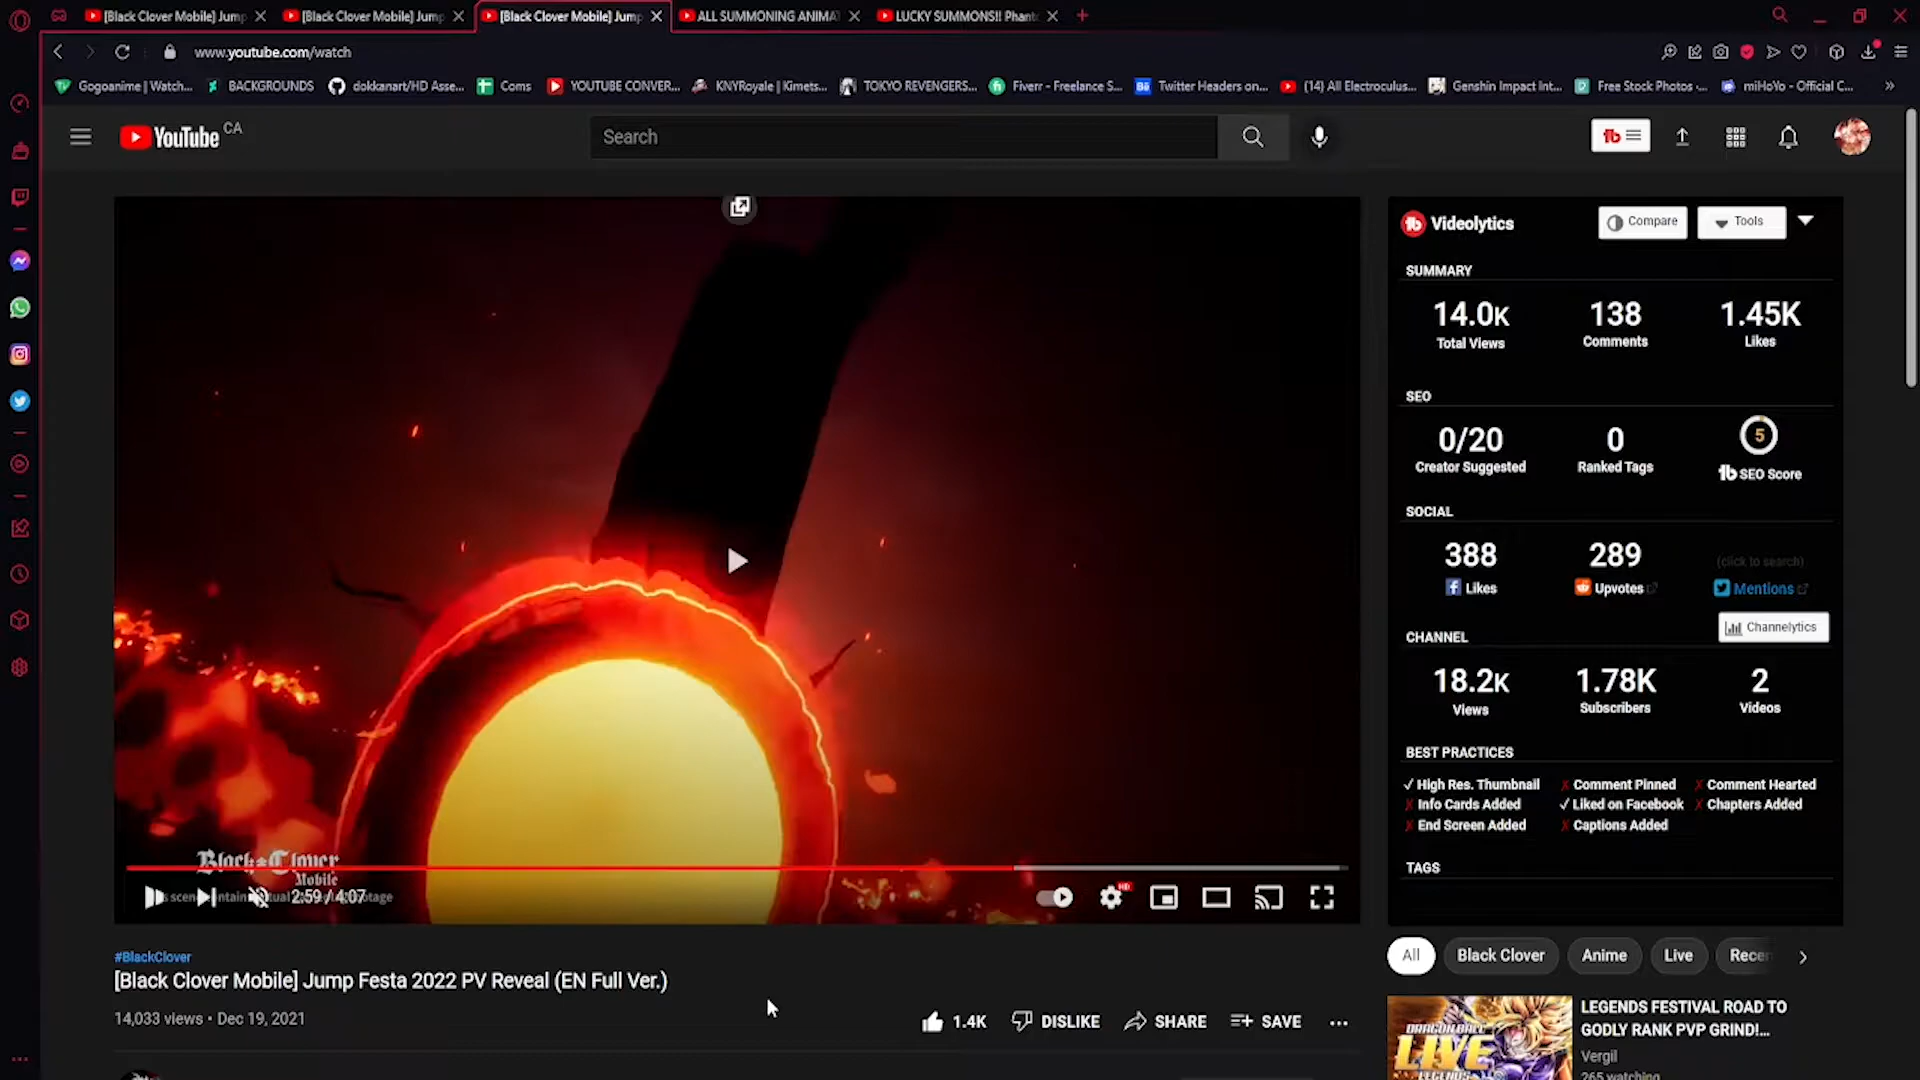 [Black Clover Mobile] Jump
[Black Clover Mobile] Jump
[Black Clover Mobile] Jump
ALL SUMMONING ANIMA
LUCKY SUMMONS!! Phant
www.youtube.com/watch
Gogoanime | Watch...
BACKGROUNDS
dokkanart/HD Asse...
Coms
YOUTUBE CONVER...
KNYRoyale | Kimets...
TOKYO REVENGERS...
Fiverr - Freelance S...
Twitter Headers on...
(14) All Electroculus...
Genshin Impact Int...
Free Stock Photos ·...
miHoYo - Official C...
YouTube CA
Search
Videolytics
Compare
Tools
SUMMARY
14.0K 138 1.45K
Total Views Comments Likes
SEO
0/20 0 5
Creator Suggested Ranked Tags SEO Score
SOCIAL
388 289 (click to search)
Likes Upvotes Mentions
CHANNEL Channelytics
18.2K 1.78K 2
Views Subscribers Videos
BEST PRACTICES
✓ High Res. Thumbnail ✗ Comment Pinned ✗ Comment Hearted
✗ Info Cards Added ✓ Liked on Facebook ✗ Chapters Added
✗ End Screen Added ✗ Captions Added
TAGS
Black Clover
Mobile
2:59 / 4:07
HD
#BlackClover
[Black Clover Mobile] Jump Festa 2022 PV Reveal (EN Full Ver.)
14,033 views • Dec 19, 2021
1.4K DISLIKE SHARE SAVE
All Black Clover Anime Live Recen
DRAGON BALL
LIVE
LEGENDS
LEGENDS FESTIVAL ROAD TO
GODLY RANK PVP GRIND!...
Vergil
265 watching